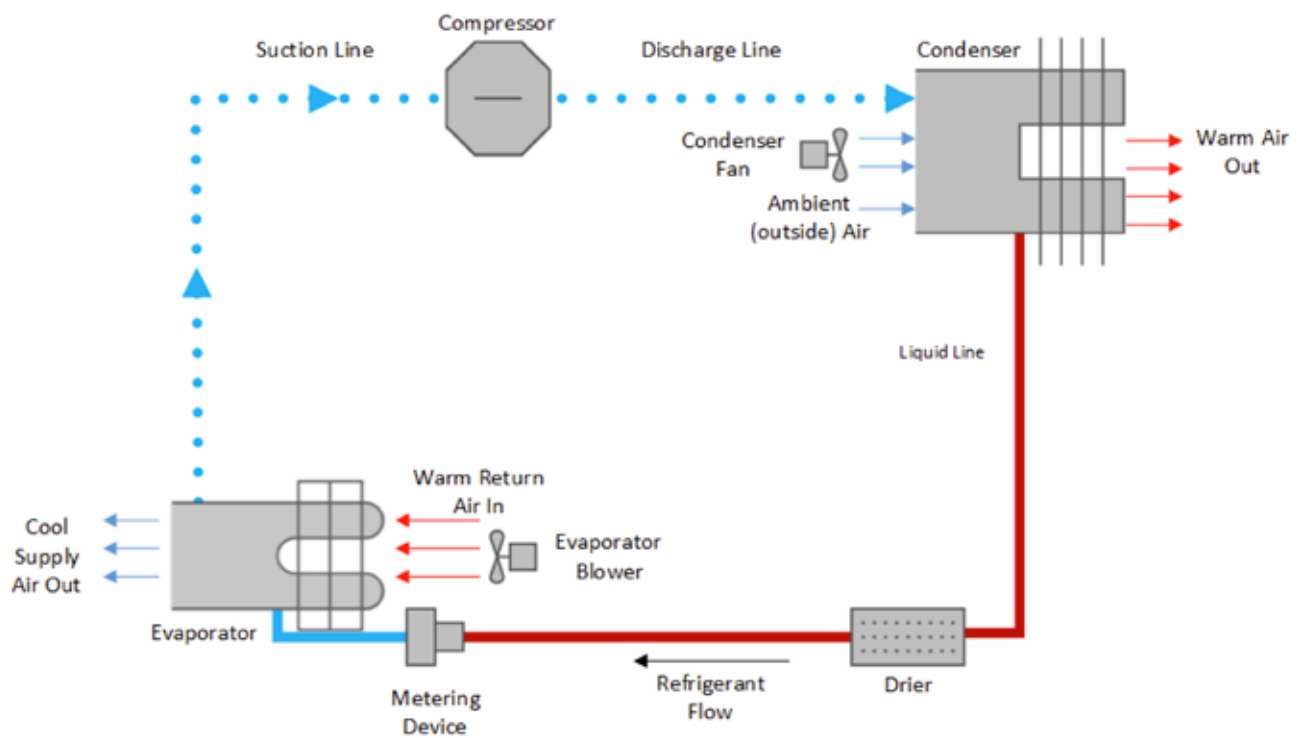 Compressor
Suction Line
Discharge Line
Condenser
Condenser
Fan
Warm Air
Out
Ambient
(outside) Air
Liquid Line
Warm Return
Air In
Cool
Supply
Air Out
Evaporator
Blower
Evaporator
Metering
Device
Refrigerant
Flow
Drier